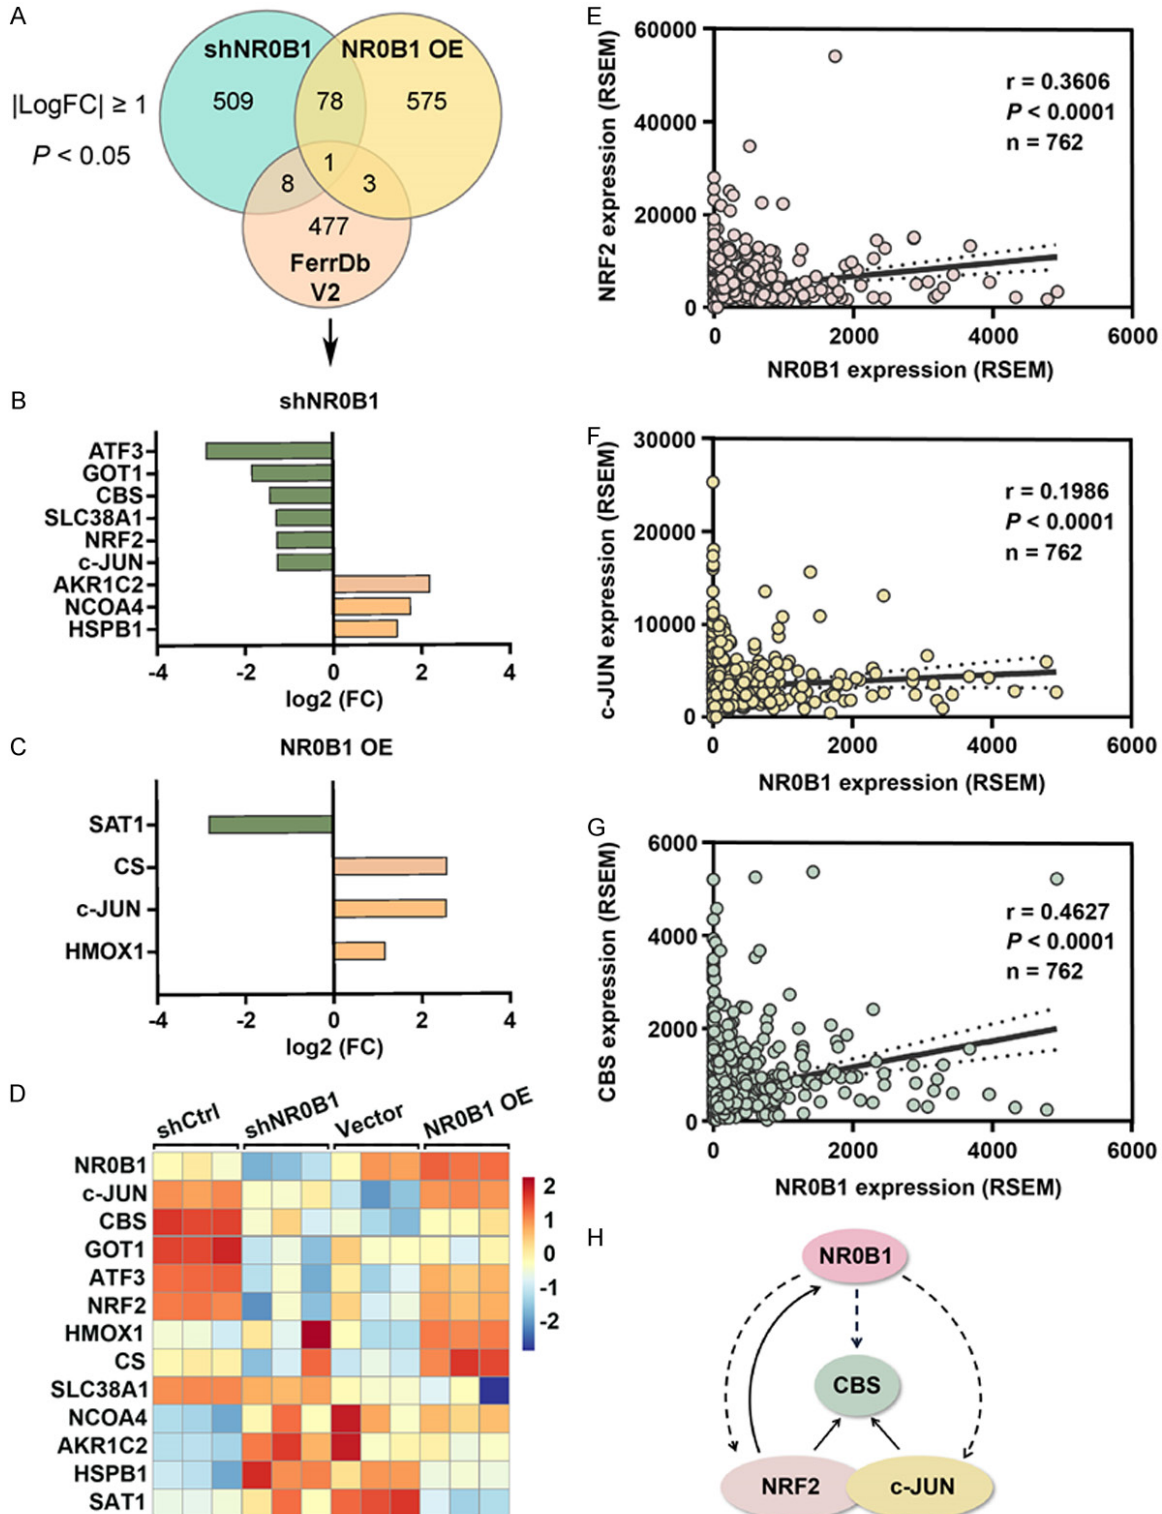 A
shNR0B1
NR0B1 OE
|LogFC| ≥ 1
P < 0.05
509
78
575
1
8
3
477
FerrDb
V2
B
shNR0B1
ATF3
GOT1
CBS
SLC38A1
NRF2
c-JUN
AKR1C2
NCOA4
HSPB1
-4 -2 0 2 4
log2 (FC)
C
NR0B1 OE
SAT1
CS
c-JUN
HMOX1
-4 -2 0 2 4
log2 (FC)
D
shCtrl shNR0B1 Vector NR0B1 OE
NR0B1
c-JUN
CBS
GOT1
ATF3
NRF2
HMOX1
CS
SLC38A1
NCOA4
AKR1C2
HSPB1
SAT1
2
1
0
-1
-2
E
NRF2 expression (RSEM)
60000
40000
20000
0
r = 0.3606
P < 0.0001
n = 762
0 2000 4000 6000
NR0B1 expression (RSEM)
F
c-JUN expression (RSEM)
30000
20000
10000
0
r = 0.1986
P < 0.0001
n = 762
0 2000 4000 6000
NR0B1 expression (RSEM)
G
CBS expression (RSEM)
6000
4000
2000
0
r = 0.4627
P < 0.0001
n = 762
0 2000 4000 6000
NR0B1 expression (RSEM)
H
NR0B1
CBS
NRF2
c-JUN